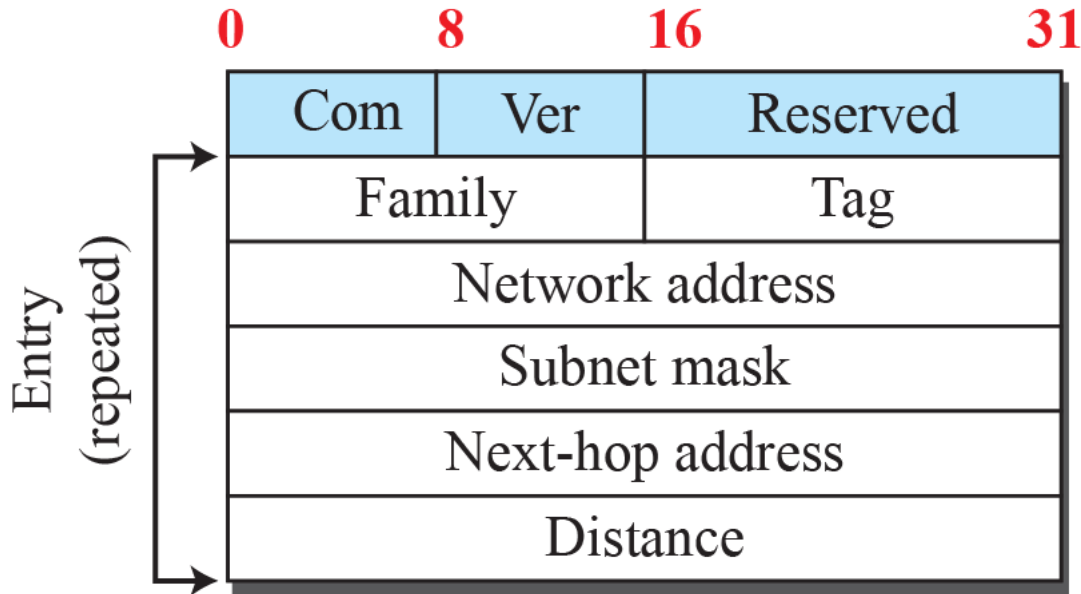 0 8 16 31
Com Ver Reserved
Family Tag
Network address
Subnet mask
Next-hop address
Distance
Entry
(repeated)